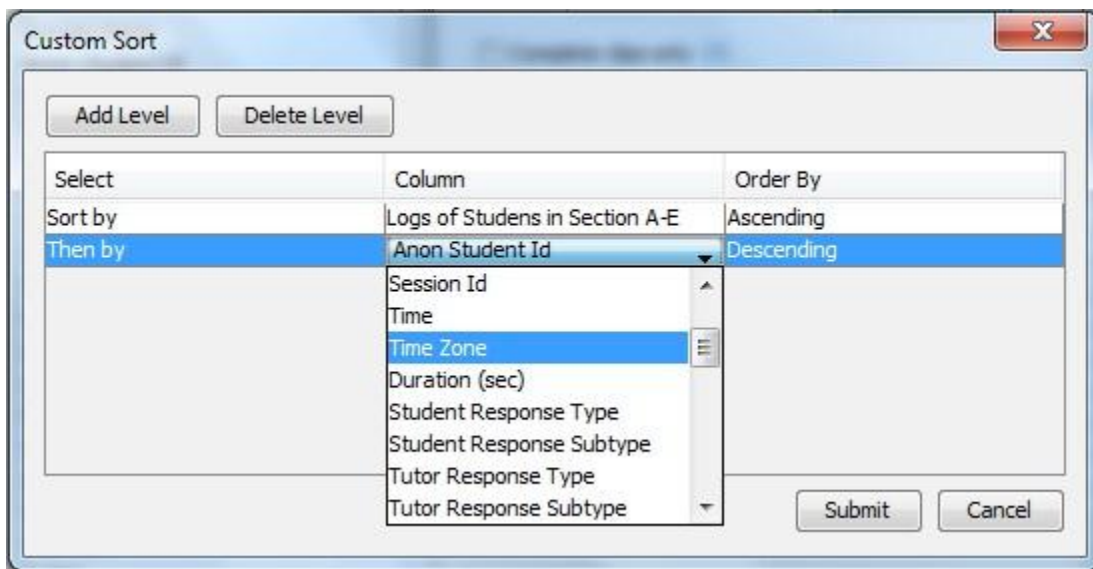 Custom Sort
Add Level Delete Level
Select Column Order By
Sort by Logs of Studens in Section A-E Ascending
Then by Anon Student Id Descending
Session Id
Time
Time Zone
Duration (sec)
Student Response Type
Student Response Subtype
Tutor Response Type
Tutor Response Subtype
Submit Cancel